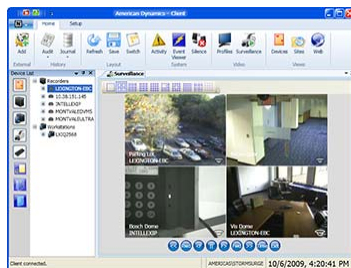 American Dynamics - Client
Home Setup
Add Audit Journal Refresh Save Switch Activity Event Viewer Silence Profiles Surveillance Devices Sites Web
External History Layout System Video Views
Device List
Surveillance
Recorders
LEXINGTON-EBC
10.38.151.145
INTELLEXIP
MONTVALEDVMS
MONTVALEULTRA
Workstations
Parking Lot
LEXINGTON-EBC
LEXINGTON-EBC
Bosch Dome
INTELLEXIP
Vis Dome
LEXINGTON-EBC
Client connected.
10/6/2009, 4:20:41 PM